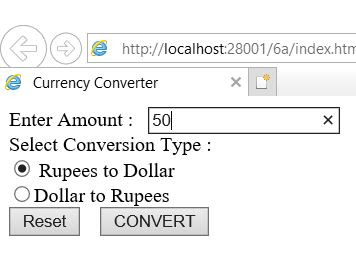 http://localhost:28001/6a/index.htm
Currency Converter
Enter Amount : 50
Select Conversion Type :
Rupees to Dollar
Dollar to Rupees
Reset CONVERT